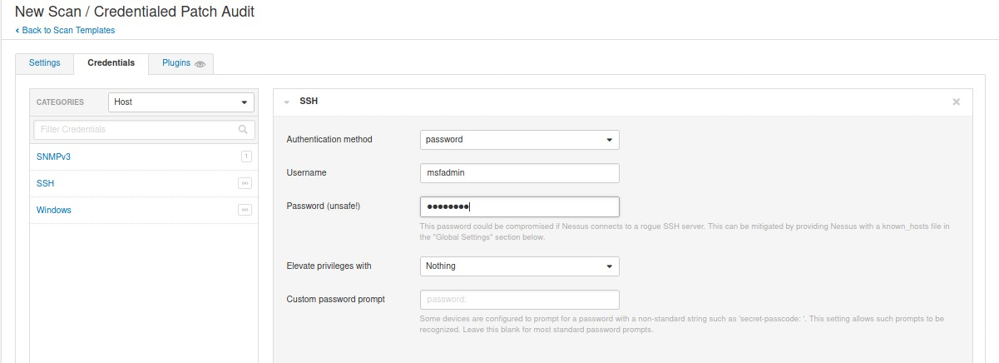 New Scan / Credentialed Patch Audit
Back to Scan Templates
Settings Credentials Plugins
CATEGORIES Host
Filter Credentials
SNMPv3 1
SSH ∞
Windows ∞
SSH
Authentication method password
Username msfadmin
Password (unsafe!) ●●●●●●●●
This password could be compromised if Nessus connects to a rogue SSH server. This can be mitigated by providing Nessus with a known_hosts file in
the "Global Settings" section below.
Elevate privileges with Nothing
Custom password prompt password:
Some devices are configured to prompt for a password with a non-standard string such as 'secret-passcode: '. This setting allows such prompts to be
recognized. Leave this blank for most standard password prompts.